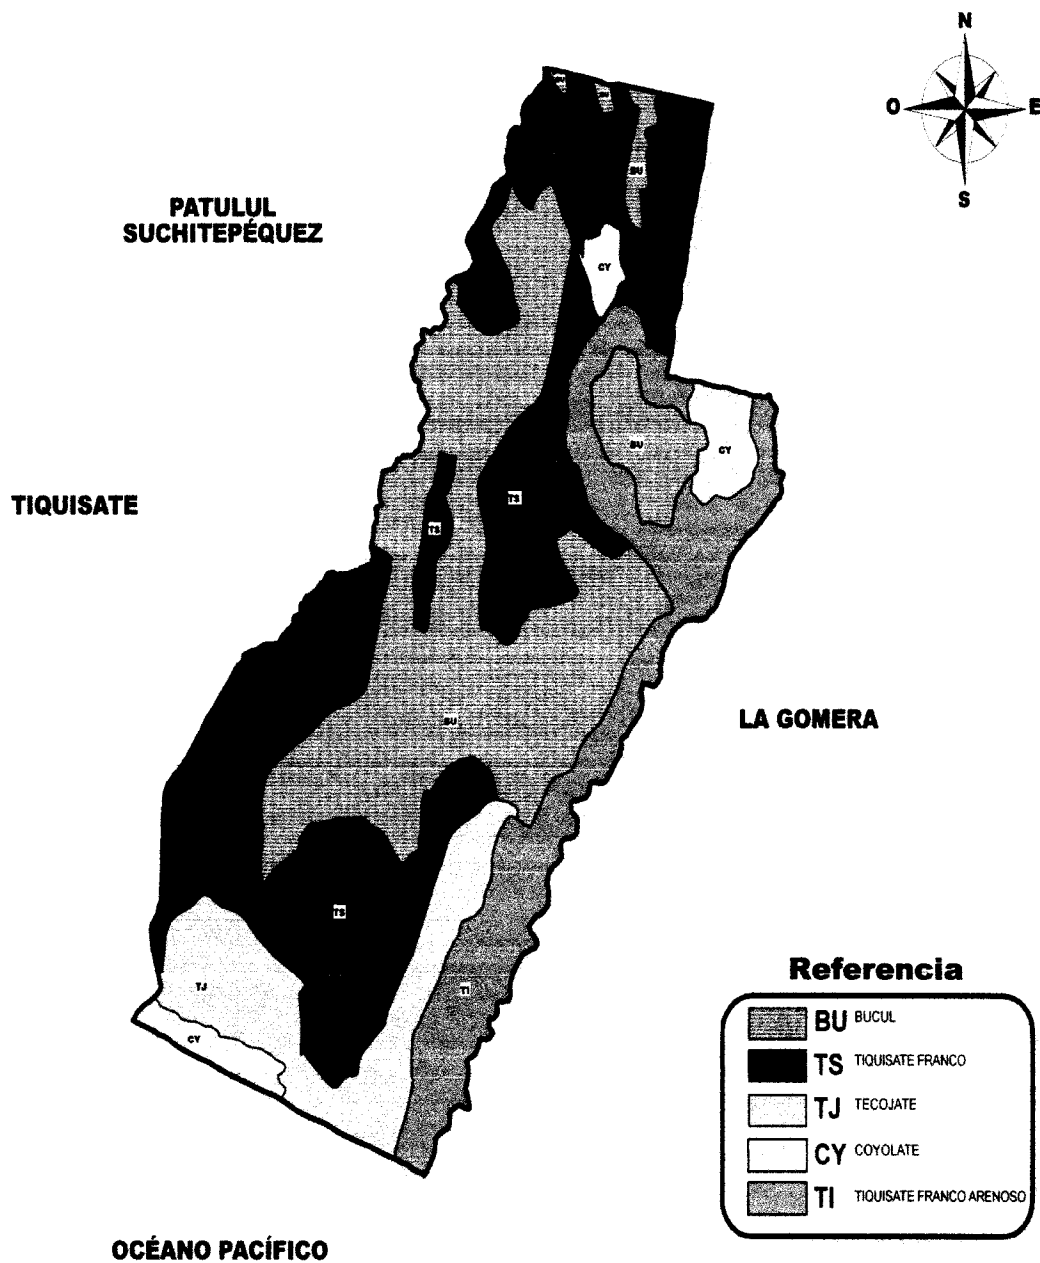 N
O
E
S
BU
PATULUL
SUCHITEPÉQUEZ
CY
BU
CY
TIQUISATE
TS
TS
LA GOMERA
BU
TS
TJ
TI
CY
Referencia
BU BUCUL
TS TIQUISATE FRANCO
TJ TECOJATE
CY COYOLATE
TI TIQUISATE FRANCO ARENOSO
OCÉANO PACÍFICO